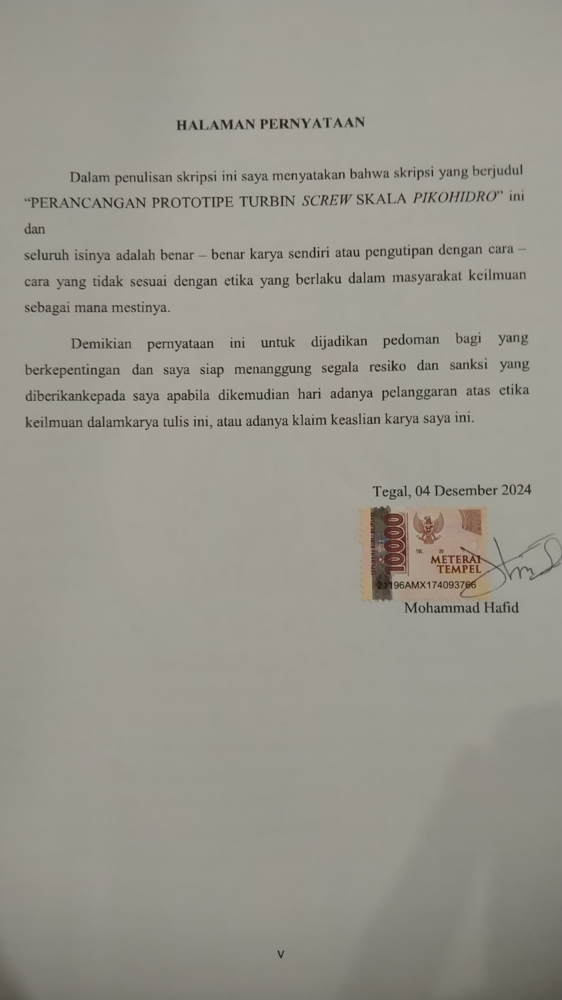 HALAMAN PERNYATAAN
Dalam penulisan skripsi ini saya menyatakan bahwa skripsi yang berjudul
“PERANCANGAN PROTOTIPE TURBIN SCREW SKALA PIKOHIDRO” ini
dan
seluruh isinya adalah benar – benar karya sendiri atau pengutipan dengan cara –
cara yang tidak sesuai dengan etika yang berlaku dalam masyarakat keilmuan
sebagai mana mestinya.
Demikian pernyataan ini untuk dijadikan pedoman bagi yang
berkepentingan dan saya siap menanggung segala resiko dan sanksi yang
diberikankepada saya apabila dikemudian hari adanya pelanggaran atas etika
keilmuan dalamkarya tulis ini, atau adanya klaim keaslian karya saya ini.
Tegal, 04 Desember 2024
SEPULUH RIBU RUPIAH
10000
TGL. 20
METERAI
TEMPEL
21196AMX174093766
Mohammad Hafid
v